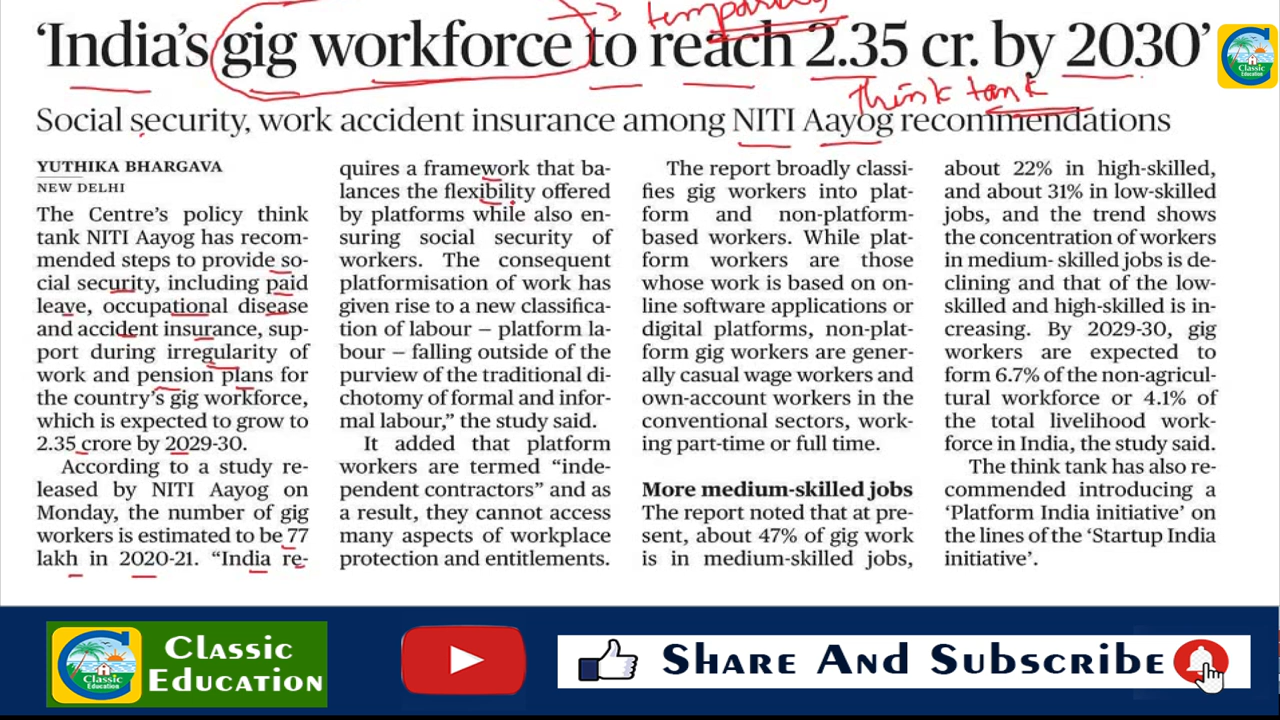 temporary
‘India’s gig workforce to reach 2.35 cr. by 2030’
Think tank
Social security, work accident insurance among NITI Aayog recommendations
YUTHIKA BHARGAVA
NEW DELHI
The Centre’s policy think
tank NITI Aayog has recom-
mended steps to provide so-
cial security, including paid
leave, occupational disease
and accident insurance, sup-
port during irregularity of
work and pension plans for
the country’s gig workforce,
which is expected to grow to
2.35 crore by 2029-30.
According to a study re-
leased by NITI Aayog on
Monday, the number of gig
workers is estimated to be 77
lakh in 2020-21. “India re-
quires a framework that ba-
lances the flexibility offered
by platforms while also en-
suring social security of
workers. The consequent
platformisation of work has
given rise to a new classifica-
tion of labour – platform la-
bour – falling outside of the
purview of the traditional di-
chotomy of formal and infor-
mal labour,” the study said.
It added that platform
workers are termed “inde-
pendent contractors” and as
a result, they cannot access
many aspects of workplace
protection and entitlements.
The report broadly classi-
fies gig workers into plat-
form and non-platform-
based workers. While plat-
form workers are those
whose work is based on on-
line software applications or
digital platforms, non-plat-
form gig workers are gener-
ally casual wage workers and
own-account workers in the
conventional sectors, work-
ing part-time or full time.
More medium-skilled jobs
The report noted that at pre-
sent, about 47% of gig work
is in medium-skilled jobs,
about 22% in high-skilled,
and about 31% in low-skilled
jobs, and the trend shows
the concentration of workers
in medium- skilled jobs is de-
clining and that of the low-
skilled and high-skilled is in-
creasing. By 2029-30, gig
workers are expected to
form 6.7% of the non-agricul-
tural workforce or 4.1% of
the total livelihood work-
force in India, the study said.
The think tank has also re-
commended introducing a
‘Platform India initiative’ on
the lines of the ‘Startup India
initiative’.
Classic
Education
Classic
Education
Classic
Education
Share And Subscribe